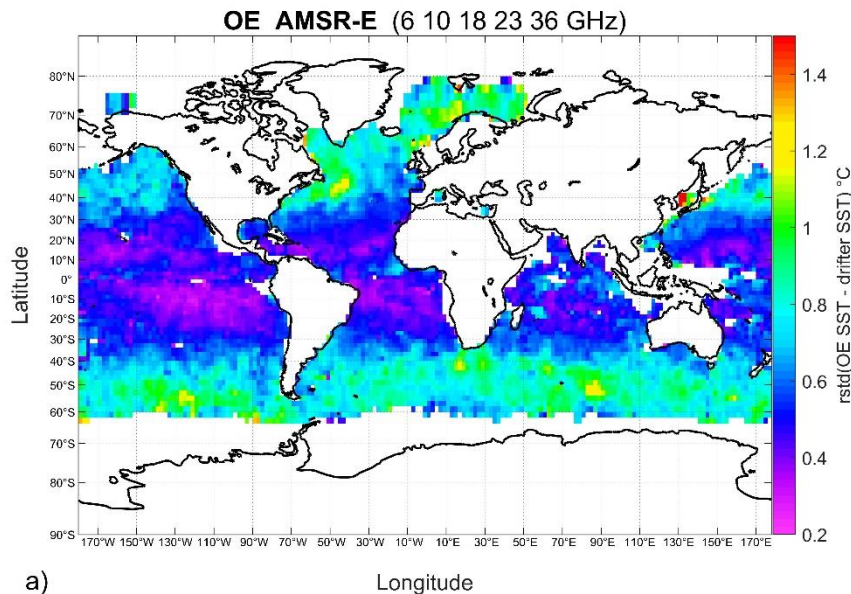 OE AMSR-E (6 10 18 23 36 GHz)
80°N
70°N
60°N
50°N
40°N
30°N
20°N
10°N
0°
10°S
20°S
30°S
40°S
50°S
60°S
70°S
80°S
90°S
Latitude
170°W 150°W 130°W 110°W 90°W 70°W 50°W 30°W 10°W 10°E 30°E 50°E 70°E 90°E 110°E 130°E 150°E 170°E
Longitude
1.4
1.2
1
0.8
0.6
0.4
0.2
rstd(OE SST - drifter SST) °C
a)